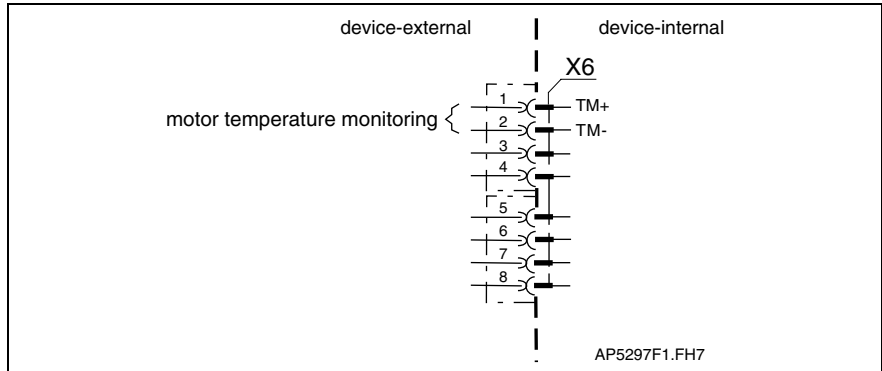 device-external device-internal
X6
1 TM+
motor temperature monitoring
2 TM-
3
4
5
6
7
8
AP5297F1.FH7